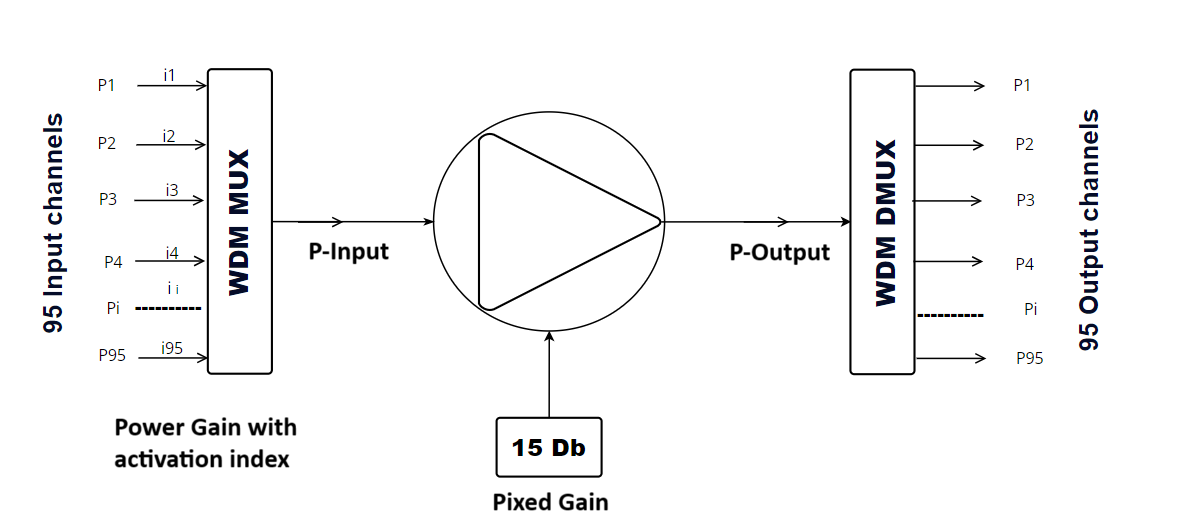 95 Input channels
P1
i1
P2
i2
P3
i3
P4
i4
Pi
i i
P95
i95
WDM MUX
Power Gain with
activation index
P-Input
15 Db
Pixed Gain
P-Output
WDM DMUX
P1
P2
P3
P4
Pi
P95
95 Output channels